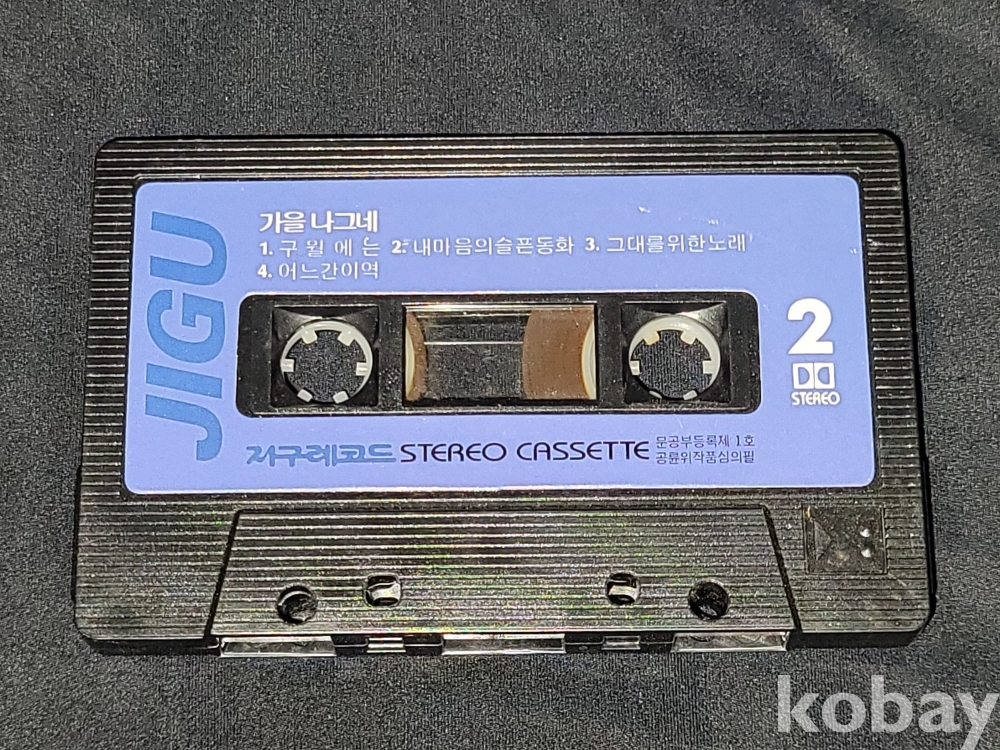 JIGU
가을 나그네
1. 구 월 에 는 2. 내마음의슬픈동화 3. 그대를위한노래
4. 어느간이역
2
STEREO
지구레코드 STEREO CASSETTE 문공부등록제 1호
공륜위작품심의필
kobay